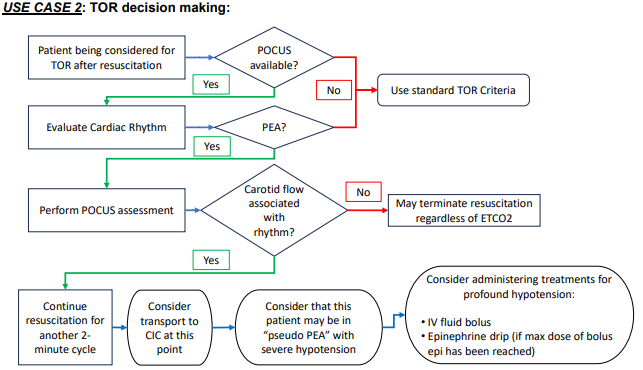 USE CASE 2: TOR decision making:
Patient being considered for
TOR after resuscitation
POCUS
available?
Yes
No
Use standard TOR Criteria
Evaluate Cardiac Rhythm
PEA?
Yes
Perform POCUS assessment
Carotid flow
associated
with
rhythm?
No
May terminate resuscitation
regardless of ETCO2
Yes
Continue
resuscitation for
another 2-
minute cycle
Consider
transport to
CIC at this
point
Consider that this
patient may be in
“pseudo PEA” with
severe hypotension
Consider administering treatments for
profound hypotension:
• IV fluid bolus
• Epinephrine drip (if max dose of bolus
epi has been reached)